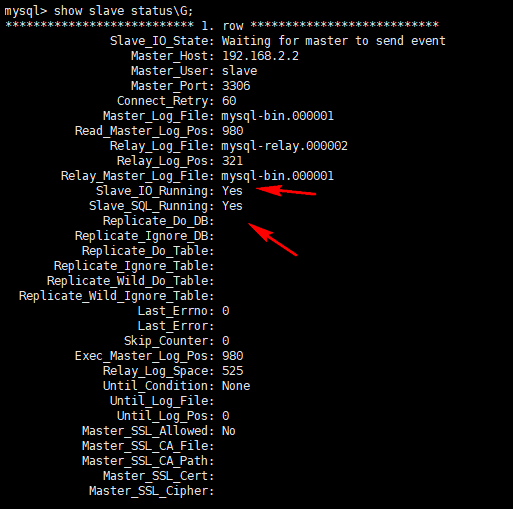 mysql> show slave status\G;
*************************** 1. row ***************************
Slave_IO_State: Waiting for master to send event
Master_Host: 192.168.2.2
Master_User: slave
Master_Port: 3306
Connect_Retry: 60
Master_Log_File: mysql-bin.000001
Read_Master_Log_Pos: 980
Relay_Log_File: mysql-relay.000002
Relay_Log_Pos: 321
Relay_Master_Log_File: mysql-bin.000001
Slave_IO_Running: Yes
Slave_SQL_Running: Yes
Replicate_Do_DB:
Replicate_Ignore_DB:
Replicate_Do_Table:
Replicate_Ignore_Table:
Replicate_Wild_Do_Table:
Replicate_Wild_Ignore_Table:
Last_Errno: 0
Last_Error:
Skip_Counter: 0
Exec_Master_Log_Pos: 980
Relay_Log_Space: 525
Until_Condition: None
Until_Log_File:
Until_Log_Pos: 0
Master_SSL_Allowed: No
Master_SSL_CA_File:
Master_SSL_CA_Path:
Master_SSL_Cert:
Master_SSL_Cipher: